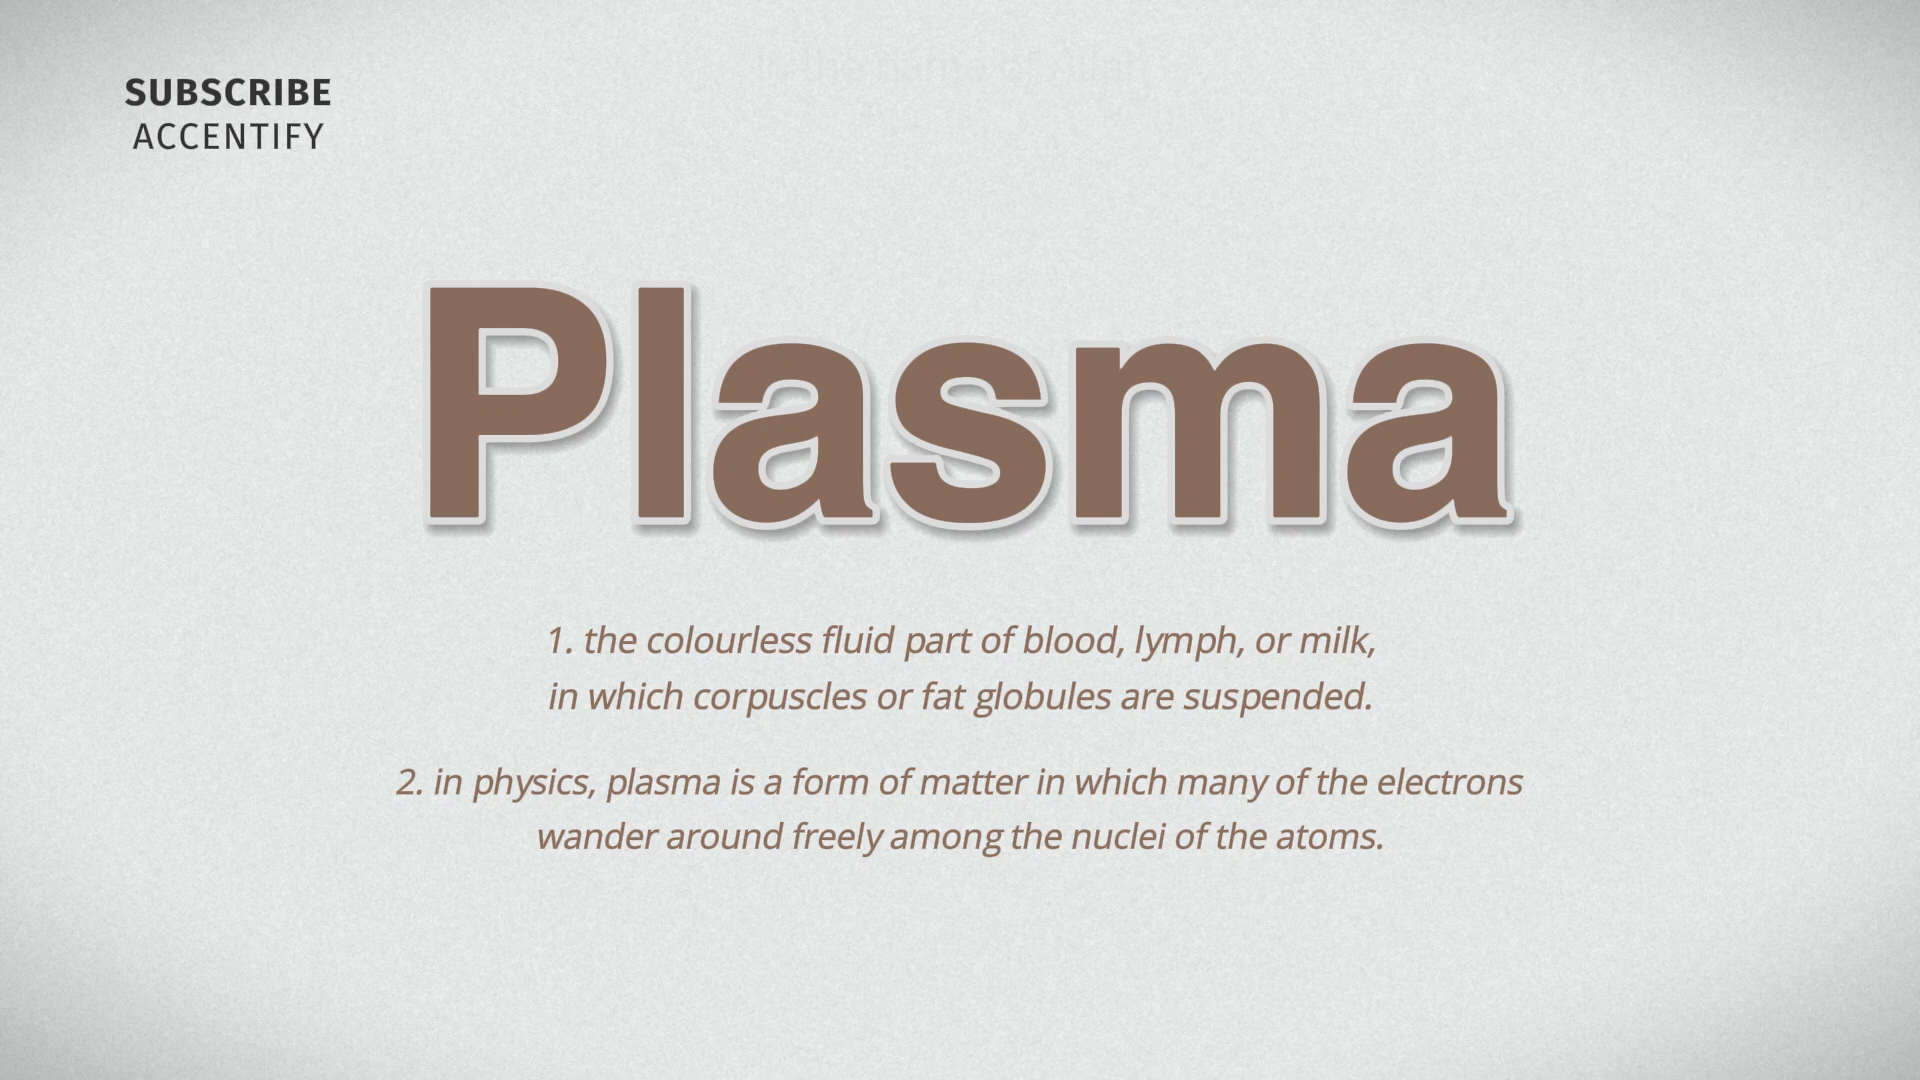 SUBSCRIBE
ACCENTIFY
Plasma
1. the colourless fluid part of blood, lymph, or milk,
in which corpuscles or fat globules are suspended.
2. in physics, plasma is a form of matter in which many of the electrons
wander around freely among the nuclei of the atoms.